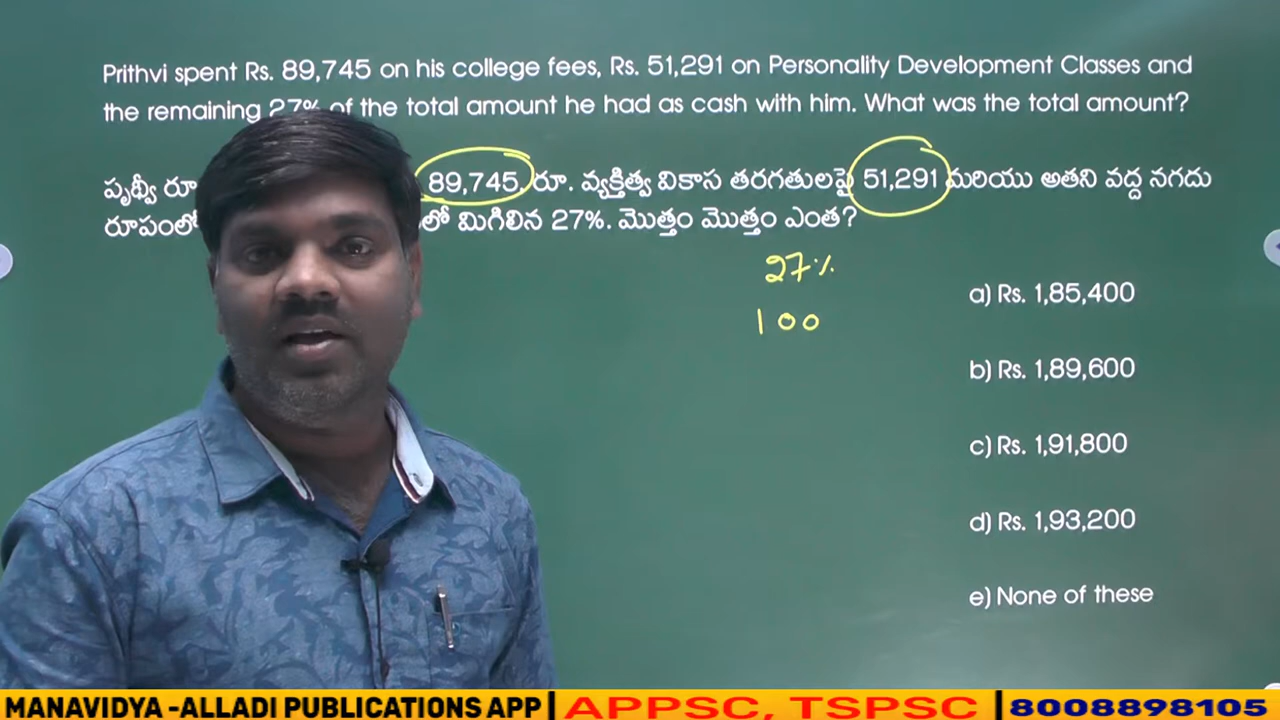 Prithvi spent Rs. 89,745 on his college fees, Rs. 51,291 on Personality Development Classes and
the remaining 27% of the total amount he had as cash with him. What was the total amount?
పృథ్వీ రూ 89,745, రూ. వ్యక్తిత్వ వికాస తరగతులపై 51,291 మరియు అతని వద్ద నగదు
రూపంలో లో మిగిలిన 27%. మొత్తం మొత్తం ఎంత?
27%
100
a) Rs. 1,85,400
b) Rs. 1,89,600
c) Rs. 1,91,800
d) Rs. 1,93,200
e) None of these
MANAVIDYA -ALLADI PUBLICATIONS APP APPSC, TSPSC 8008898105